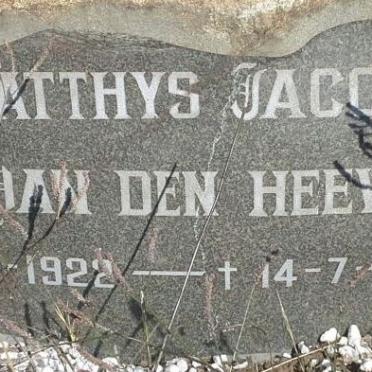 ATTHYS JACO
VAN DEN HEEV
-1922 — † 14-7-